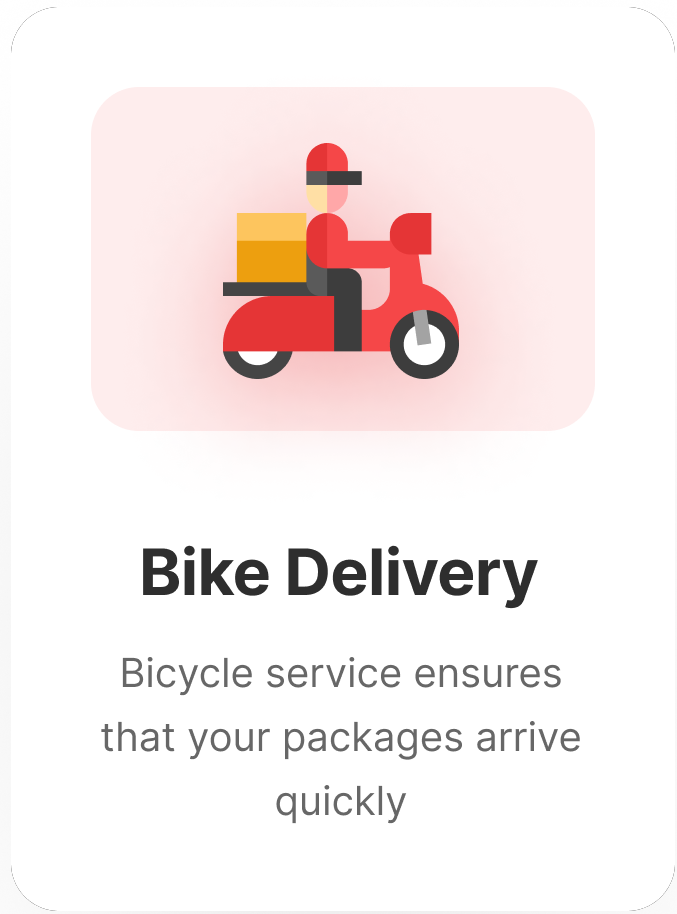 Bike Delivery
Bicycle service ensures
that your packages arrive
quickly